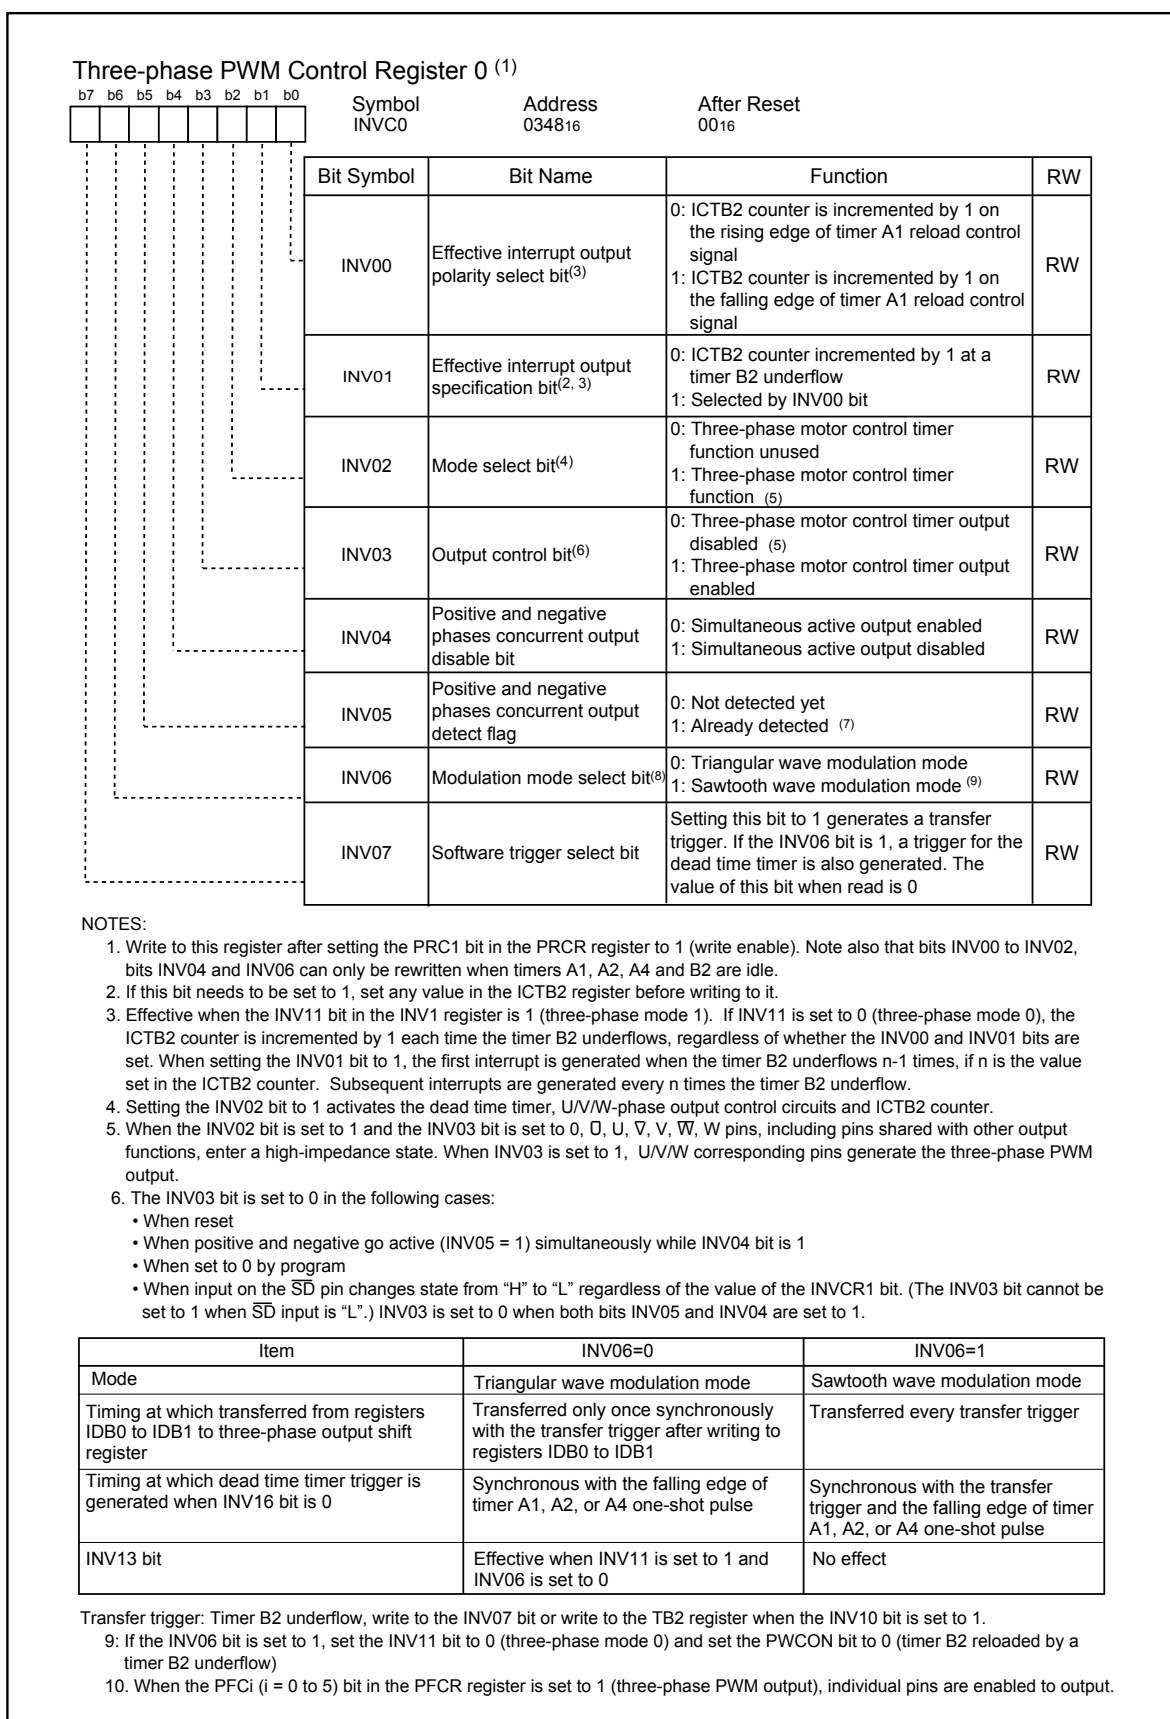 Three-phase PWM Control Register 0 (1)
b7 b6 b5 b4 b3 b2 b1 b0
Symbol Address After Reset
INVC0 034816 0016
Bit Symbol Bit Name Function RW
INV00
Effective interrupt output
polarity select bit(3)
0: ICTB2 counter is incremented by 1 on
the rising edge of timer A1 reload control
signal
1: ICTB2 counter is incremented by 1 on
the falling edge of timer A1 reload control
signal
RW
INV01
Effective interrupt output
specification bit(2, 3)
0: ICTB2 counter incremented by 1 at a
timer B2 underflow
1: Selected by INV00 bit
RW
INV02
Mode select bit(4)
0: Three-phase motor control timer
function unused
1: Three-phase motor control timer
function (5)
RW
INV03
Output control bit(6)
0: Three-phase motor control timer output
disabled (5)
1: Three-phase motor control timer output
enabled
RW
INV04
Positive and negative
phases concurrent output
disable bit
0: Simultaneous active output enabled
1: Simultaneous active output disabled
RW
INV05
Positive and negative
phases concurrent output
detect flag
0: Not detected yet
1: Already detected (7)
RW
INV06
Modulation mode select bit(8)
0: Triangular wave modulation mode
1: Sawtooth wave modulation mode (9)
RW
INV07
Software trigger select bit
Setting this bit to 1 generates a transfer
trigger. If the INV06 bit is 1, a trigger for the
dead time timer is also generated. The
value of this bit when read is 0
RW
NOTES:
1. Write to this register after setting the PRC1 bit in the PRCR register to 1 (write enable). Note also that bits INV00 to INV02,
bits INV04 and INV06 can only be rewritten when timers A1, A2, A4 and B2 are idle.
2. If this bit needs to be set to 1, set any value in the ICTB2 register before writing to it.
3. Effective when the INV11 bit in the INV1 register is 1 (three-phase mode 1). If INV11 is set to 0 (three-phase mode 0), the
ICTB2 counter is incremented by 1 each time the timer B2 underflows, regardless of whether the INV00 and INV01 bits are
set. When setting the INV01 bit to 1, the first interrupt is generated when the timer B2 underflows n-1 times, if n is the value
set in the ICTB2 counter. Subsequent interrupts are generated every n times the timer B2 underflow.
4. Setting the INV02 bit to 1 activates the dead time timer, U/V/W-phase output control circuits and ICTB2 counter.
5. When the INV02 bit is set to 1 and the INV03 bit is set to 0, U̅, U, V̅, V, W̅, W pins, including pins shared with other output
functions, enter a high-impedance state. When INV03 is set to 1, U/V/W corresponding pins generate the three-phase PWM
output.
6. The INV03 bit is set to 0 in the following cases:
• When reset
• When positive and negative go active (INV05 = 1) simultaneously while INV04 bit is 1
• When set to 0 by program
• When input on the S̅D̅ pin changes state from “H” to “L” regardless of the value of the INVCR1 bit. (The INV03 bit cannot be
set to 1 when S̅D̅ input is “L”.) INV03 is set to 0 when both bits INV05 and INV04 are set to 1.
Item INV06=0 INV06=1
Mode
Triangular wave modulation mode
Sawtooth wave modulation mode
Timing at which transferred from registers
IDB0 to IDB1 to three-phase output shift
register
Transferred only once synchronously
with the transfer trigger after writing to
registers IDB0 to IDB1
Transferred every transfer trigger
Timing at which dead time timer trigger is
generated when INV16 bit is 0
Synchronous with the falling edge of
timer A1, A2, or A4 one-shot pulse
Synchronous with the transfer
trigger and the falling edge of timer
A1, A2, or A4 one-shot pulse
INV13 bit
Effective when INV11 is set to 1 and
INV06 is set to 0
No effect
Transfer trigger: Timer B2 underflow, write to the INV07 bit or write to the TB2 register when the INV10 bit is set to 1.
9: If the INV06 bit is set to 1, set the INV11 bit to 0 (three-phase mode 0) and set the PWCON bit to 0 (timer B2 reloaded by a
timer B2 underflow)
10. When the PFCi (i = 0 to 5) bit in the PFCR register is set to 1 (three-phase PWM output), individual pins are enabled to output.